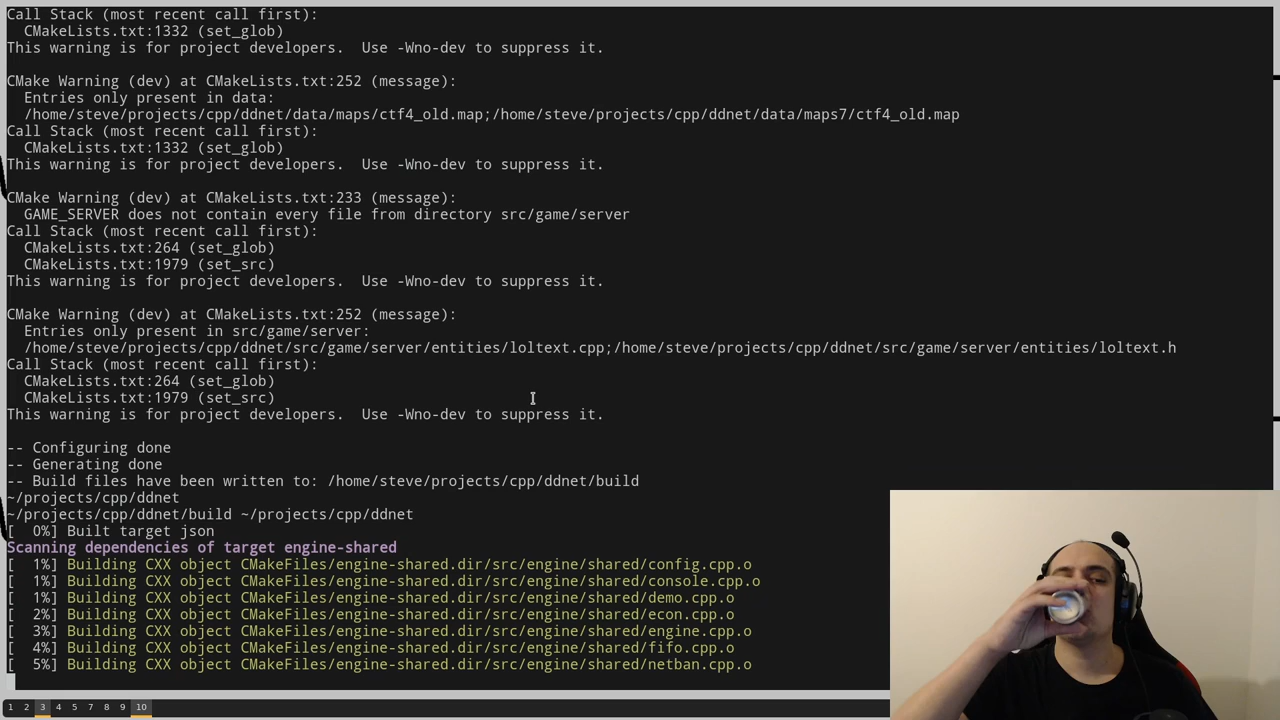 Call Stack (most recent call first):
  CMakeLists.txt:1332 (set_glob)
This warning is for project developers.  Use -Wno-dev to suppress it.
CMake Warning (dev) at CMakeLists.txt:252 (message):
  Entries only present in data:
  /home/steve/projects/cpp/ddnet/data/maps/ctf4_old.map;/home/steve/projects/cpp/ddnet/data/maps7/ctf4_old.map
Call Stack (most recent call first):
  CMakeLists.txt:1332 (set_glob)
This warning is for project developers.  Use -Wno-dev to suppress it.
CMake Warning (dev) at CMakeLists.txt:233 (message):
  GAME_SERVER does not contain every file from directory src/game/server
Call Stack (most recent call first):
  CMakeLists.txt:264 (set_glob)
  CMakeLists.txt:1979 (set_src)
This warning is for project developers.  Use -Wno-dev to suppress it.
CMake Warning (dev) at CMakeLists.txt:252 (message):
  Entries only present in src/game/server:
  /home/steve/projects/cpp/ddnet/src/game/server/entities/loltext.cpp;/home/steve/projects/cpp/ddnet/src/game/server/entities/loltext.h
Call Stack (most recent call first):
  CMakeLists.txt:264 (set_glob)
  CMakeLists.txt:1979 (set_src)
This warning is for project developers.  Use -Wno-dev to suppress it.
-- Configuring done
-- Generating done
-- Build files have been written to: /home/steve/projects/cpp/ddnet/build
~/projects/cpp/ddnet
~/projects/cpp/ddnet/build ~/projects/cpp/ddnet
[  0%] Built target json
Scanning dependencies of target engine-shared
[  1%] Building CXX object CMakeFiles/engine-shared.dir/src/engine/shared/config.cpp.o
[  1%] Building CXX object CMakeFiles/engine-shared.dir/src/engine/shared/console.cpp.o
[  1%] Building CXX object CMakeFiles/engine-shared.dir/src/engine/shared/demo.cpp.o
[  2%] Building CXX object CMakeFiles/engine-shared.dir/src/engine/shared/econ.cpp.o
[  3%] Building CXX object CMakeFiles/engine-shared.dir/src/engine/shared/engine.cpp.o
[  4%] Building CXX object CMakeFiles/engine-shared.dir/src/engine/shared/fifo.cpp.o
[  5%] Building CXX object CMakeFiles/engine-shared.dir/src/engine/shared/netban.cpp.o
1 2 3 4 5 6 7 8 9 10